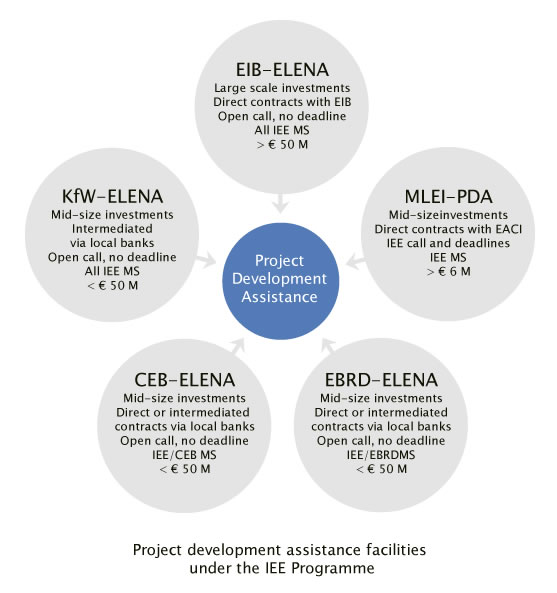 EIB-ELENA
Large scale investments
Direct contracts with EIB
Open call, no deadline
All IEE MS
> € 50 M
KfW-ELENA
Mid-size investments
Intermediated
via local banks
Open call, no deadline
All IEE MS
< € 50 M
MLEI-PDA
Mid-sizeinvestments
Direct contracts with EACI
IEE call and deadlines
IEE MS
> € 6 M
Project
Development
Assistance
CEB-ELENA
Mid-size investments
Direct or intermediated
contracts via local banks
Open call, no deadline
IEE/CEB MS
< € 50 M
EBRD-ELENA
Mid-size investments
Direct or intermediated
contracts via local banks
Open call, no deadline
IEE/EBRDMS
< € 50 M
Project development assistance facilities
under the IEE Programme